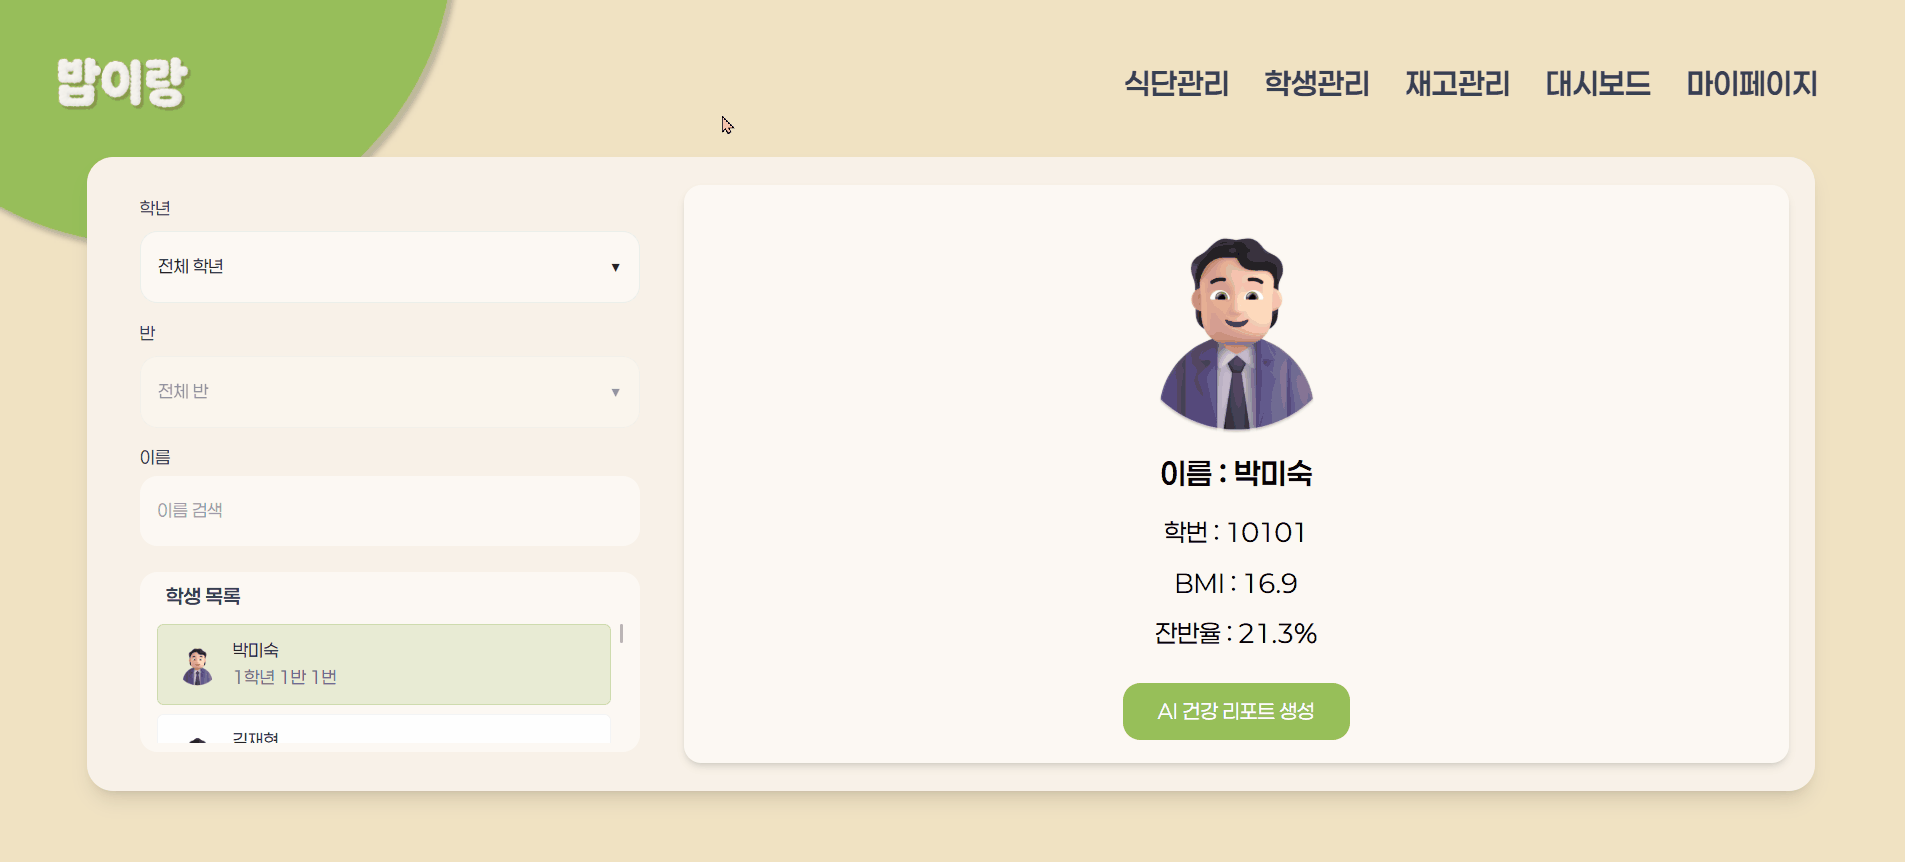 밥이랑
식단관리 학생관리 재고관리 대시보드 마이페이지
학년
전체 학년
반
전체 반
이름
이름 검색
학생 목록
박미숙
1학년 1반 1번
김재현
이름 : 박미숙
학번 : 10101
BMI : 16.9
잔반율 : 21.3%
AI 건강 리포트 생성